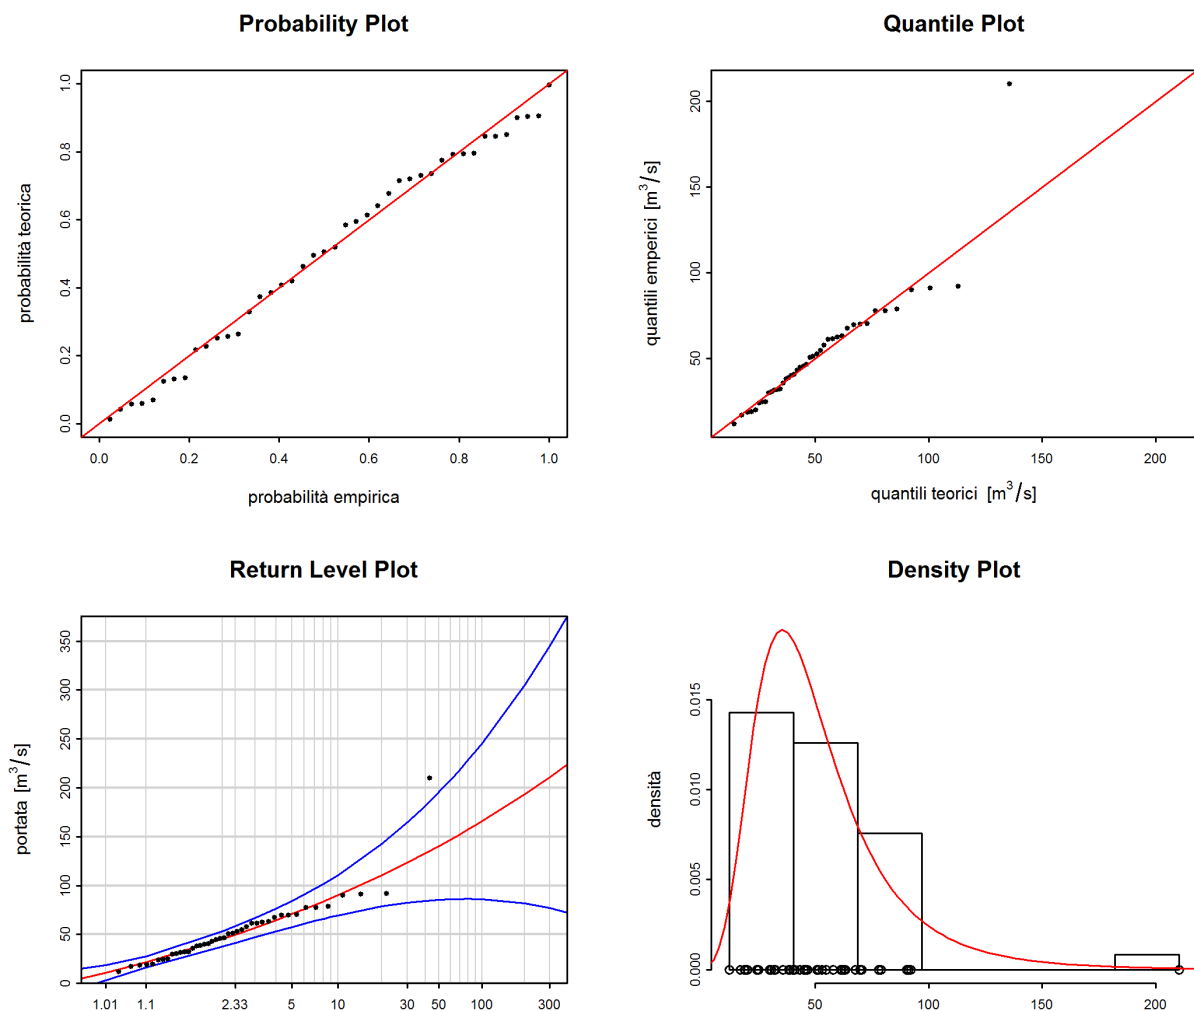 Probability Plot
probabilità teorica
0.0 0.2 0.4 0.6 0.8 1.0
0.0 0.2 0.4 0.6 0.8 1.0
probabilità empirica
Quantile Plot
quantili emperici [m³/s]
50 100 150 200
50 100 150 200
quantili teorici [m³/s]
Return Level Plot
portata [m³/s]
0 50 100 150 200 250 300 350
1.01 1.1 2.33 5 10 30 50 100 300
Density Plot
densità
0.000 0.005 0.010 0.015
50 100 150 200